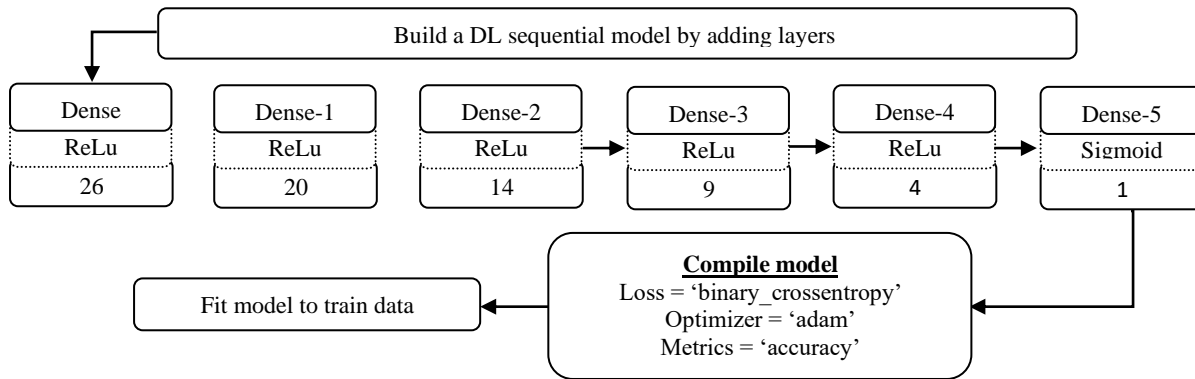 Build a DL sequential model by adding layers
Dense
ReLu
26
Dense-1
ReLu
20
Dense-2
ReLu
14
Dense-3
ReLu
9
Dense-4
ReLu
4
Dense-5
Sigmoid
1
Compile model
Loss = ‘binary_crossentropy’
Optimizer = ‘adam’
Metrics = ‘accuracy’
Fit model to train data